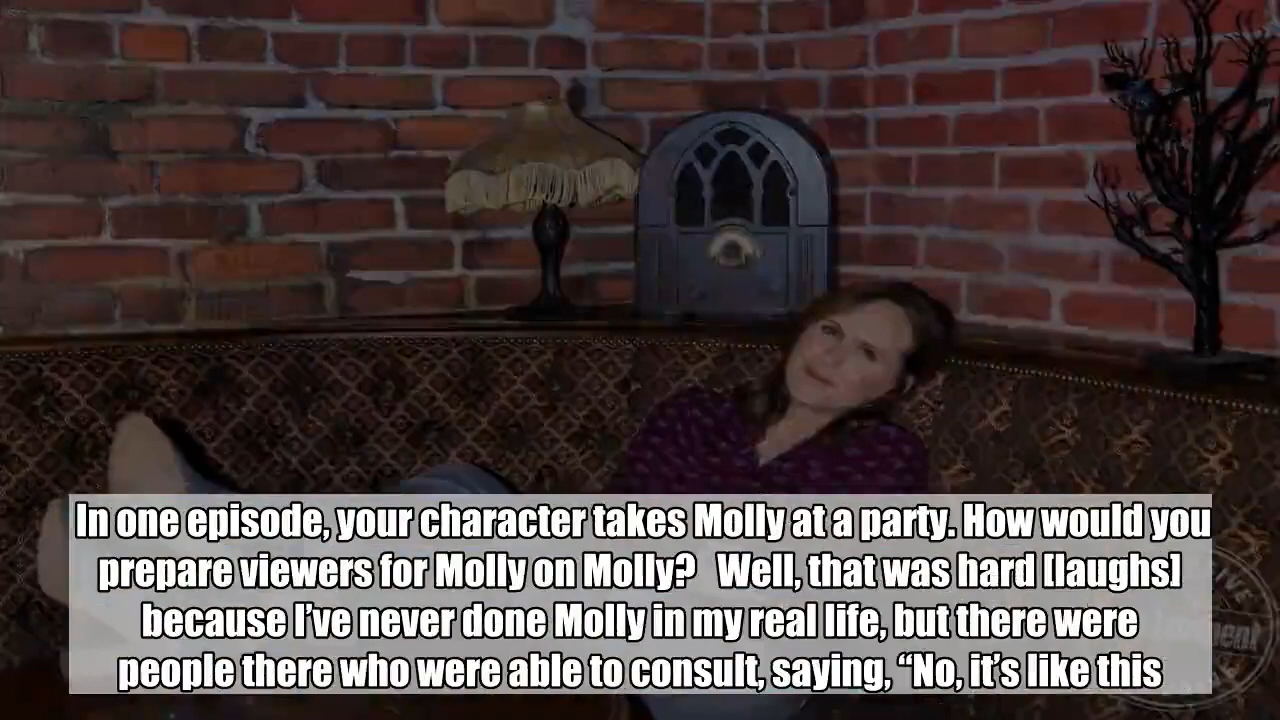 In one episode, your character takes Molly at a party. How would you
prepare viewers for Molly on Molly?   Well, that was hard [laughs]
because I’ve never done Molly in my real life, but there were
people there who were able to consult, saying, “No, it’s like this